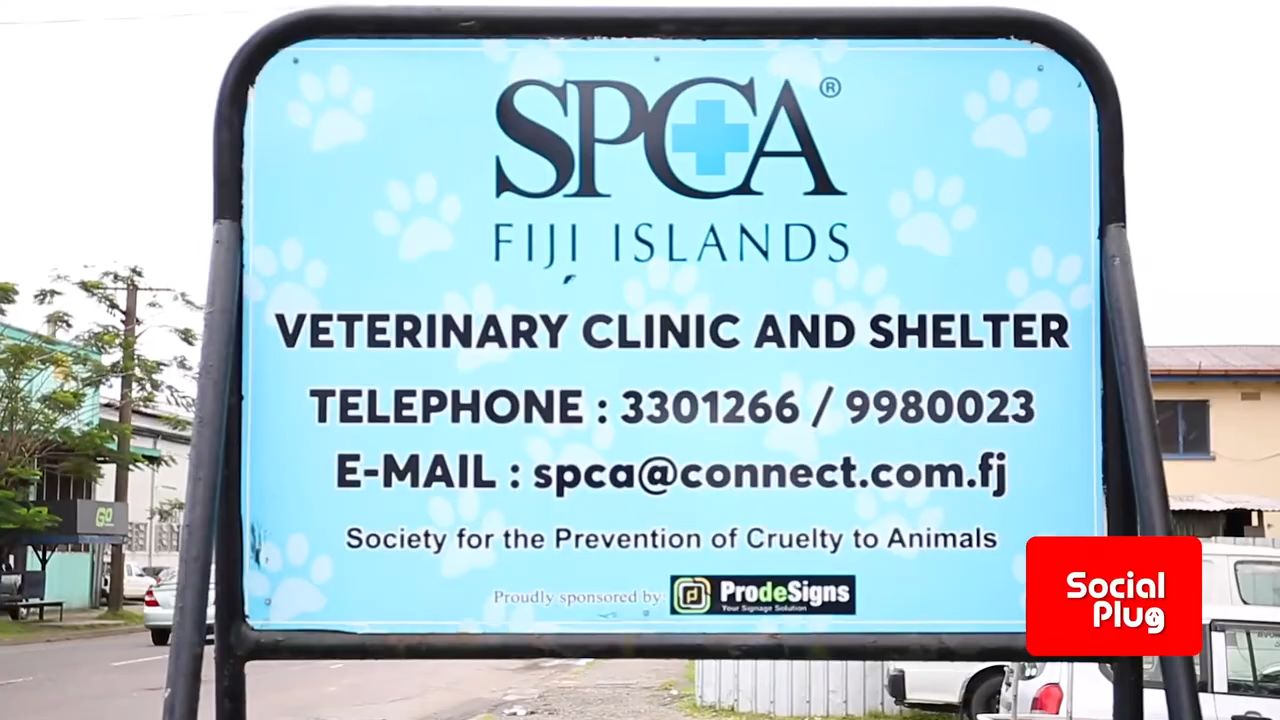 SPCA®
FIJI ISLANDS
VETERINARY CLINIC AND SHELTER
TELEPHONE : 3301266 / 9980023
E-MAIL : spca@connect.com.fj
Society for the Prevention of Cruelty to Animals
Proudly sponsored by:
ProdeSigns
Your Signage Solution
GO
Social
Plug